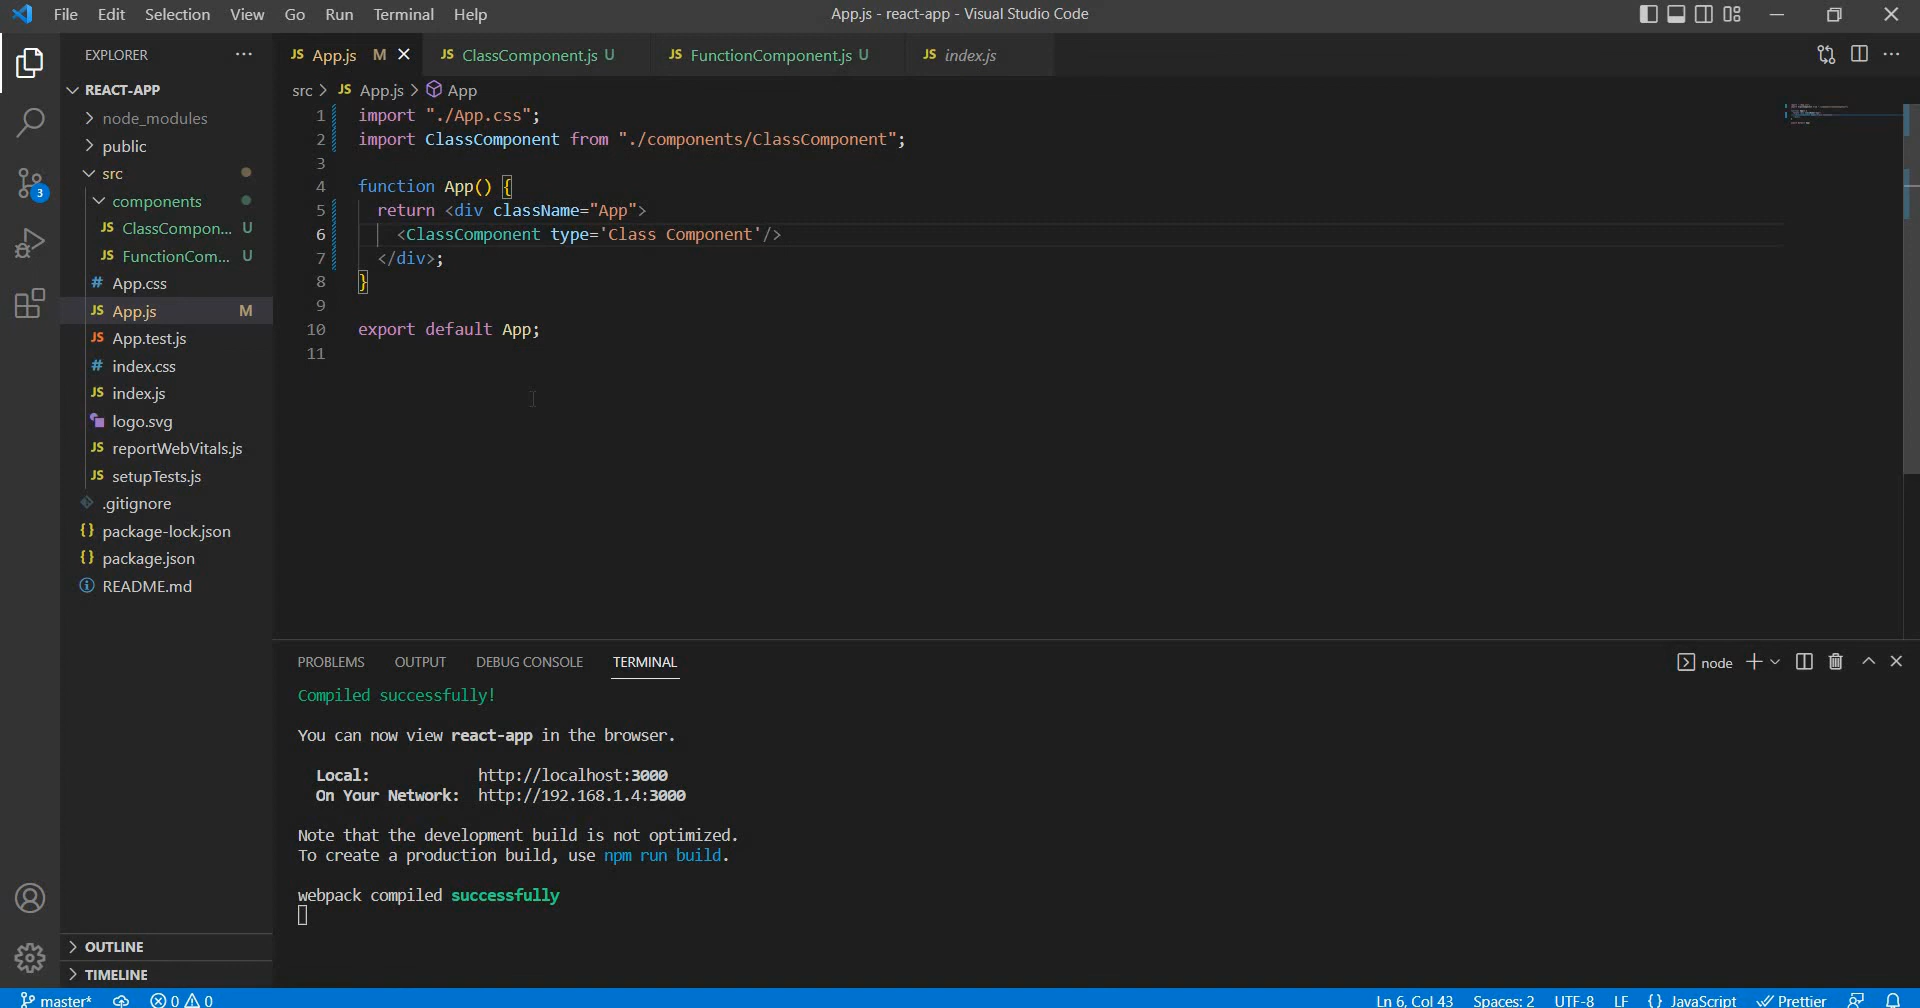 File Edit Selection View Go Run Terminal Help
App.js - react-app - Visual Studio Code
EXPLORER
REACT-APP
node_modules
public
src
components
JS ClassCompon... U
JS FunctionCom... U
# App.css
JS App.js M
JS App.test.js
# index.css
JS index.js
logo.svg
JS reportWebVitals.js
JS setupTests.js
.gitignore
{} package-lock.json
{} package.json
README.md
OUTLINE
TIMELINE
3
JS App.js M
JS ClassComponent.js U
JS FunctionComponent.js U
JS index.js
src > JS App.js > App
1 import "./App.css";
2 import ClassComponent from "./components/ClassComponent";
3
4 function App() {
5 return <div className="App">
6 <ClassComponent type='Class Component'/>
7 </div>;
8 }
9
10 export default App;
11
PROBLEMS OUTPUT DEBUG CONSOLE TERMINAL
node
Compiled successfully!
You can now view react-app in the browser.
Local: http://localhost:3000
On Your Network: http://192.168.1.4:3000
Note that the development build is not optimized.
To create a production build, use npm run build.
webpack compiled successfully
master* 0 0
Ln 6, Col 43 Spaces: 2 UTF-8 LF {} JavaScript Prettier